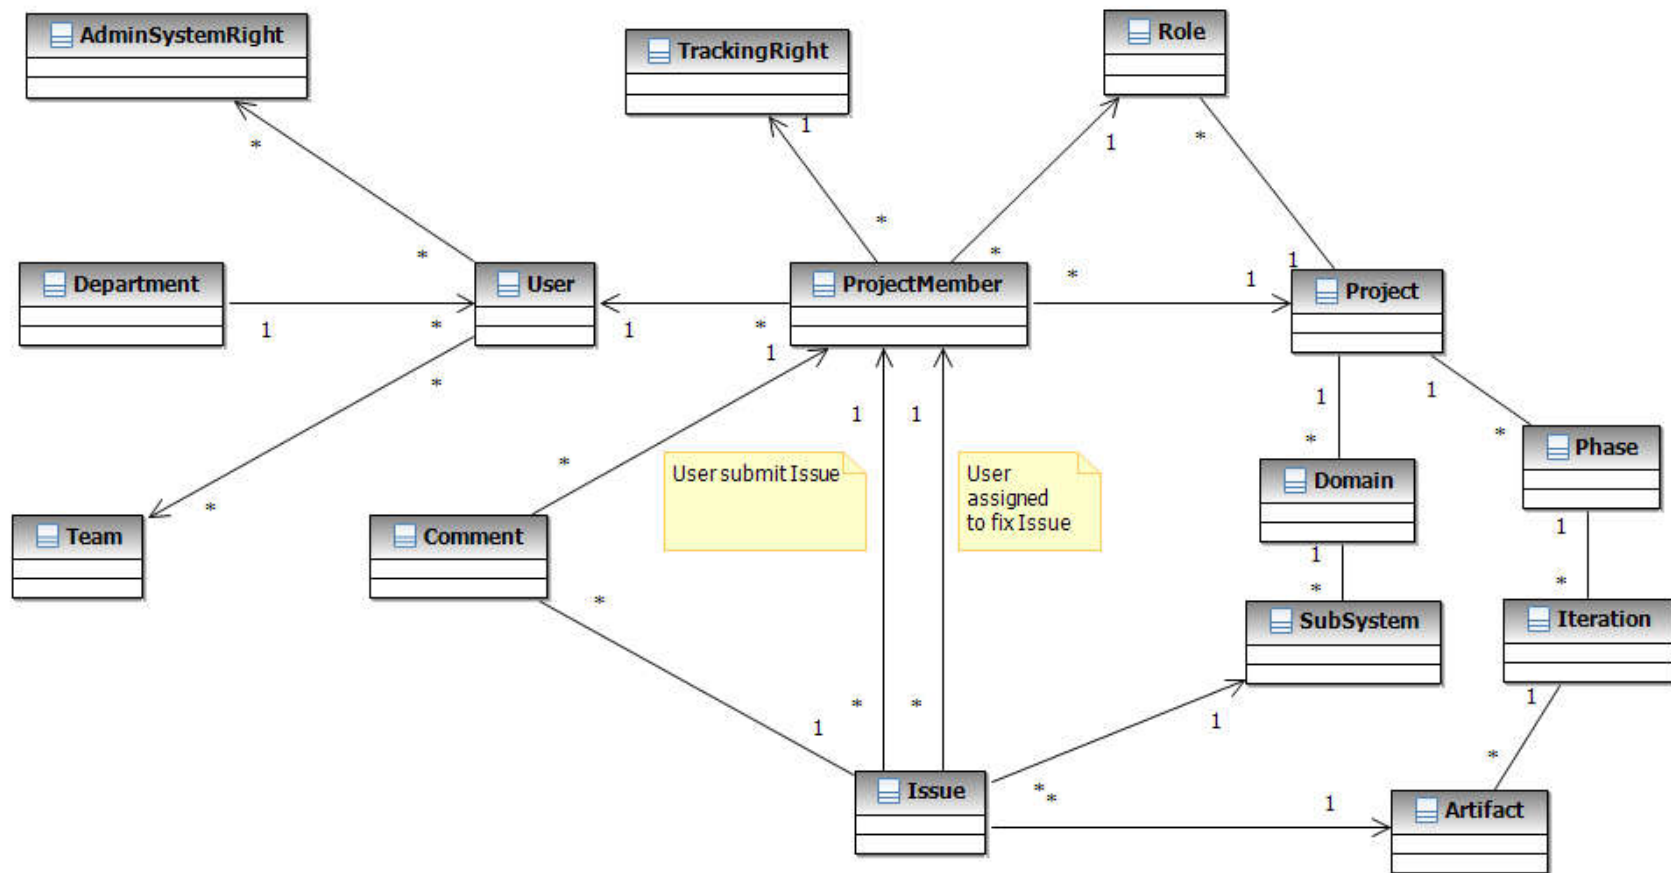 AdminSystemRight
TrackingRight
Role
1
*
1
*
*
*
*
*
Department
User
ProjectMember
Project
1
*
1
1
*
1
*
*
1
*
1
1
1
1
*
*
*
User submit Issue
User
assigned
to fix Issue
Domain
Phase
*
Team
Comment
1
1
*
*
*
SubSystem
Iteration
*
*
1
1
1
*
*
*
1
Issue
Artifact